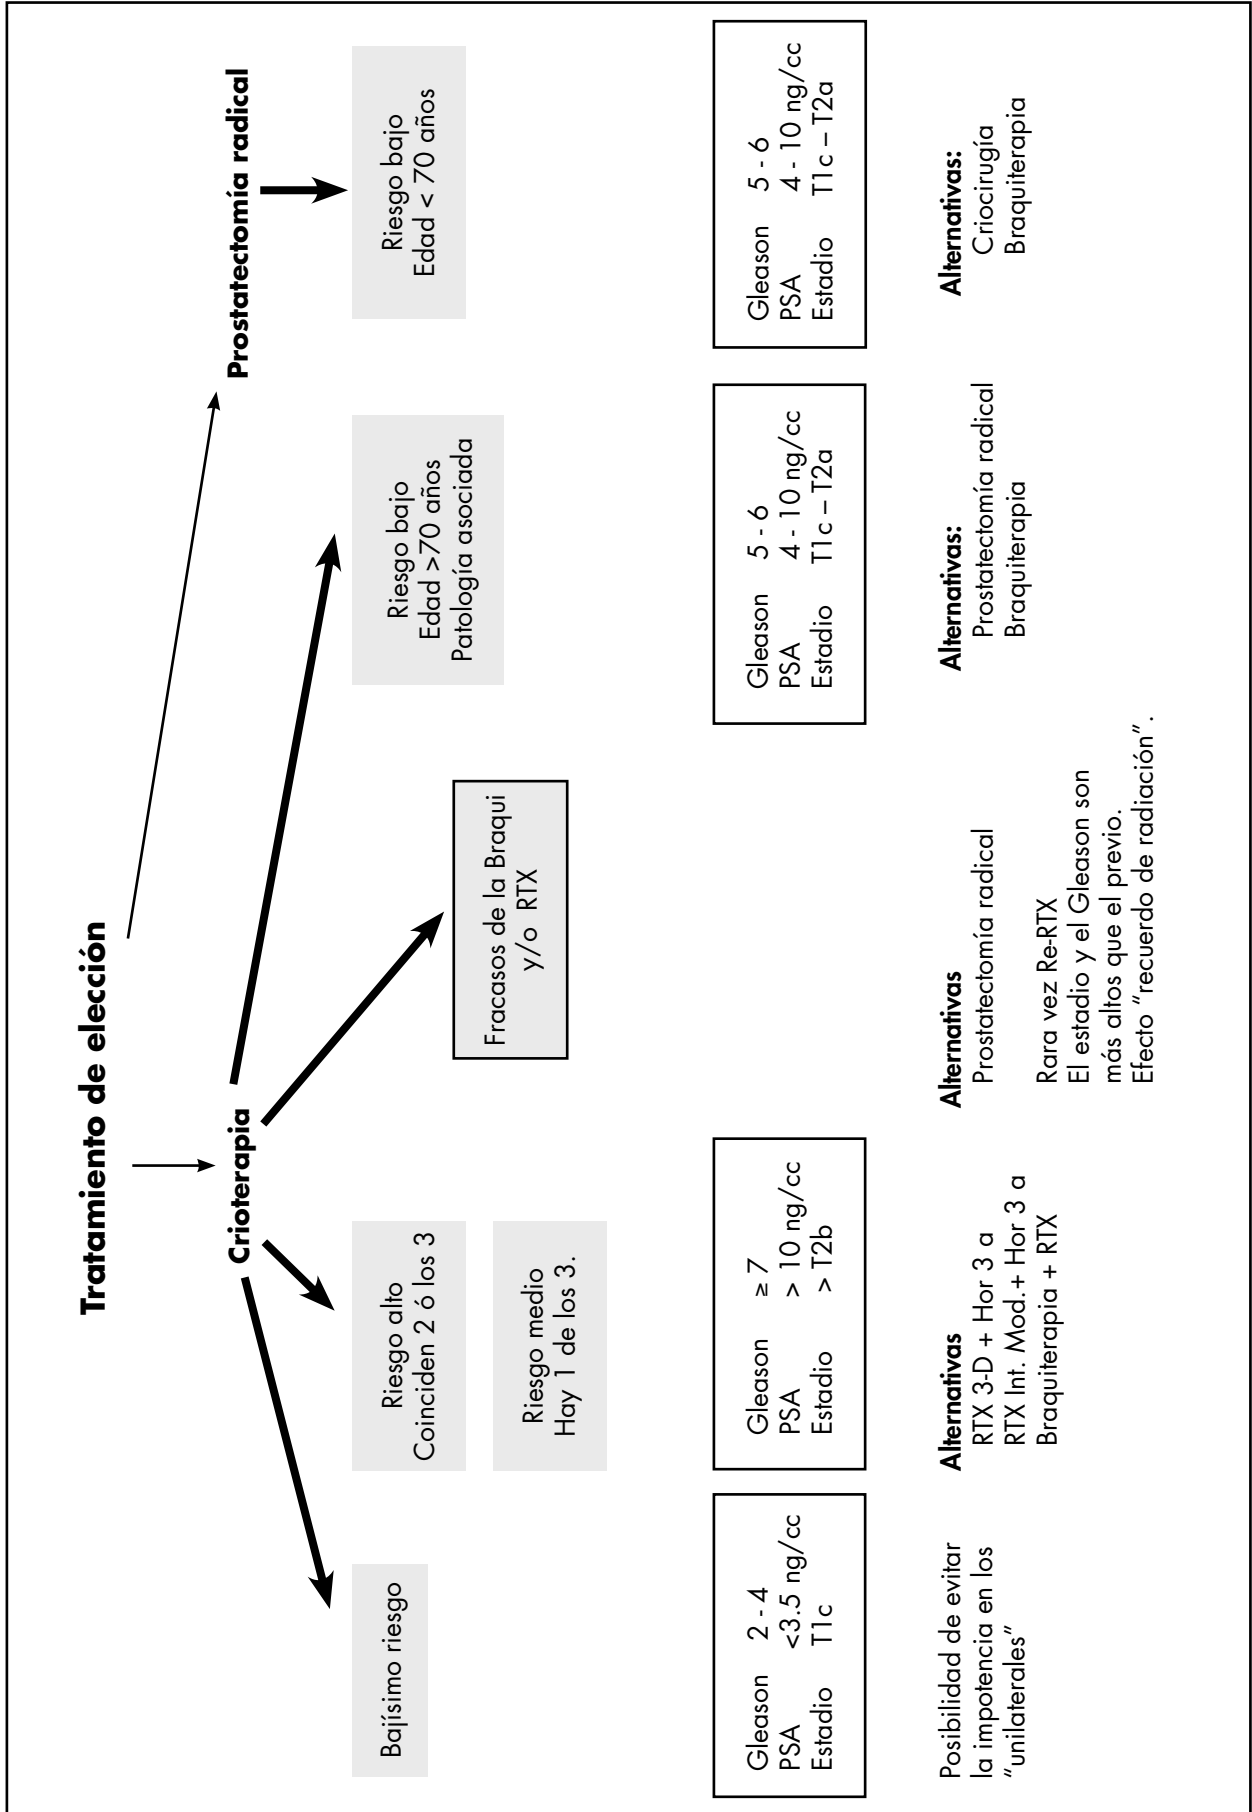 Tratamiento de elección
Crioterapia
Prostatectomía radical
Bajísimo riesgo
Riesgo alto
Coinciden 2 ó los 3
Riesgo medio
Hay 1 de los 3.
Fracasos de la Braqui
y/o RTX
Riesgo bajo
Edad >70 años
Patología asociada
Riesgo bajo
Edad < 70 años
Gleason 2 - 4
PSA <3.5 ng/cc
Estadio T1c
Gleason ≥ 7
PSA > 10 ng/cc
Estadio > T2b
Gleason 5 - 6
PSA 4 - 10 ng/cc
Estadio T1c – T2a
Gleason 5 - 6
PSA 4 - 10 ng/cc
Estadio T1c – T2a
Posibilidad de evitar
la impotencia en los
"unilaterales"
Alternativas
RTX 3-D + Hor 3 a
RTX Int. Mod.+ Hor 3 a
Braquiterapia + RTX
Alternativas
Prostatectomía radical
Rara vez Re-RTX
El estadio y el Gleason son
más altos que el previo.
Efecto "recuerdo de radiación".
Alternativas:
Prostatectomía radical
Braquiterapia
Alternativas:
Criocirugía
Braquiterapia